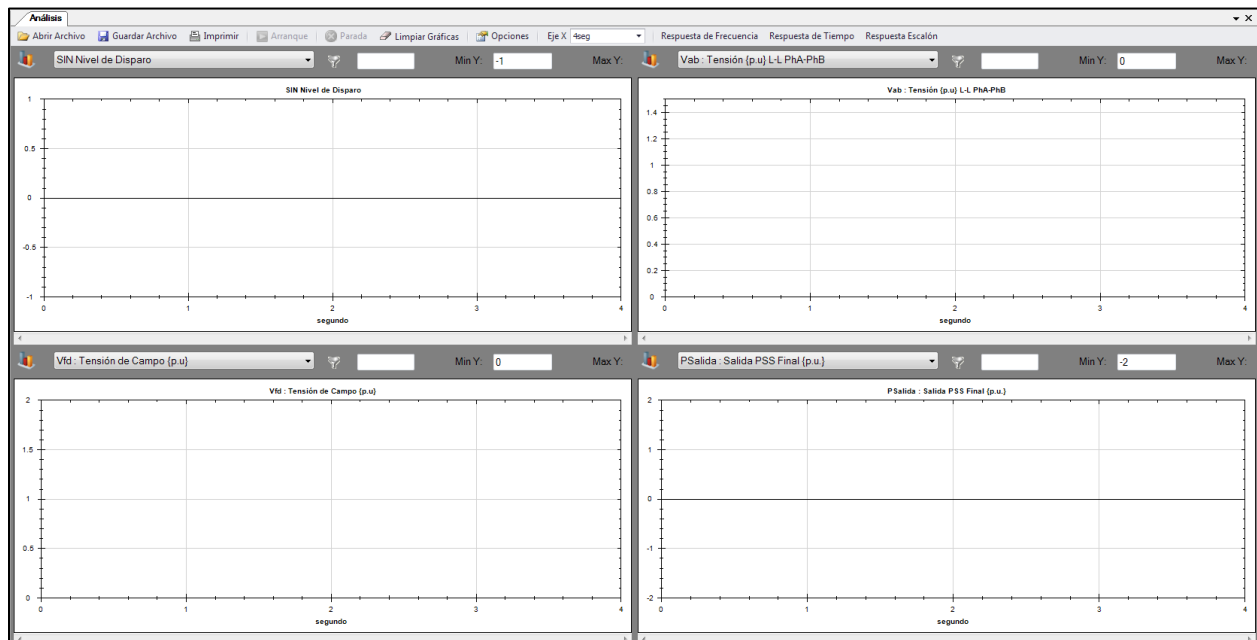 Análisis
Abrir Archivo Guardar Archivo Imprimir Arranque Parada Limpiar Gráficas Opciones Eje X 4seg Respuesta de Frecuencia Respuesta de Tiempo Respuesta Escalón
SIN Nivel de Disparo Min Y: -1 Max Y:
Vab : Tensión {p.u} L-L PhA-PhB Min Y: 0 Max Y:
SIN Nivel de Disparo
1
0.5
0
-0.5
-1
0 1 2 3 4
segundo
Vab : Tensión {p.u} L-L PhA-PhB
1.4
1.2
1
0.8
0.6
0.4
0.2
0
0 1 2 3 4
segundo
Vfd : Tensión de Campo {p.u} Min Y: 0 Max Y:
PSalida : Salida PSS Final {p.u.} Min Y: -2 Max Y:
Vfd : Tensión de Campo {p.u}
2
1.5
1
0.5
0
0 1 2 3 4
segundo
PSalida : Salida PSS Final {p.u.}
2
1
0
-1
-2
0 1 2 3 4
segundo